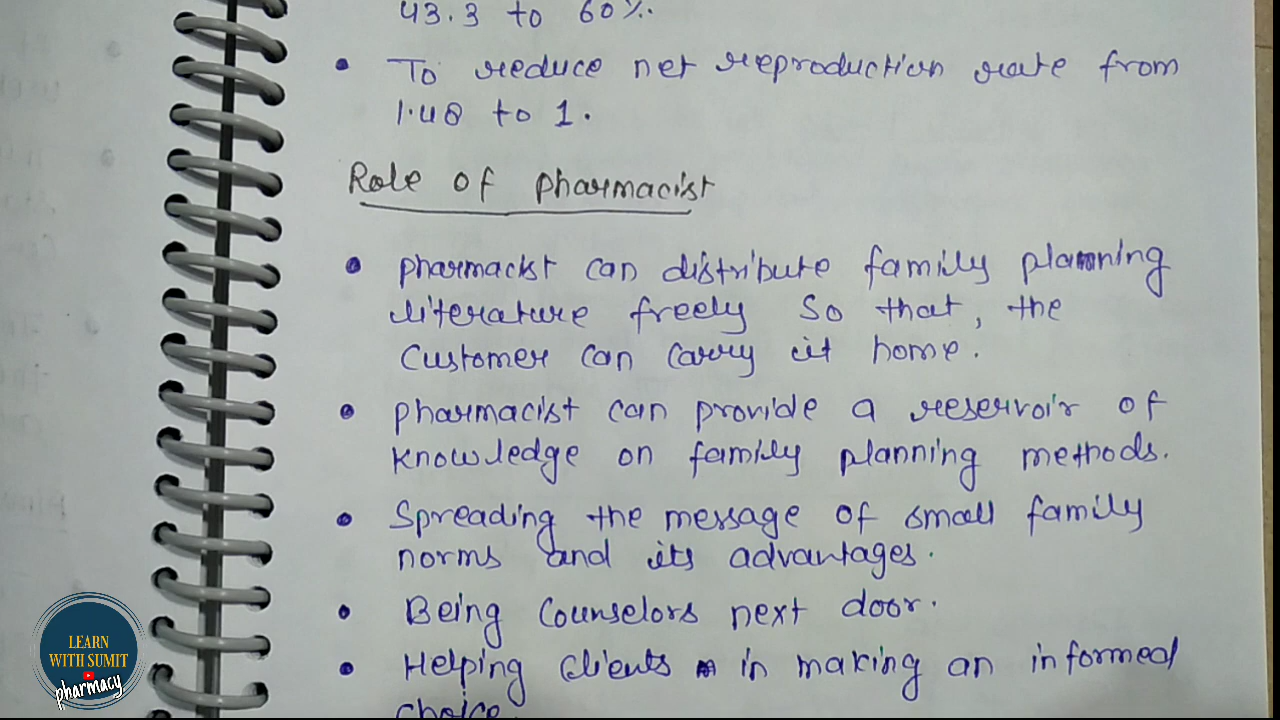 43.3 to 60%.
• To reduce net reproduction rate from
1.48 to 1.
Role of pharmacist
• pharmacist can distribute family planning
literature freely so that, the
customer can carry it home.
• pharmacist can provide a reservoir of
knowledge on family planning methods.
• Spreading the message of small family
norms and its advantages.
• Being counselors next door.
• Helping clients in making an informed
choice.
LEARN
WITH SUMIT
pharmacy